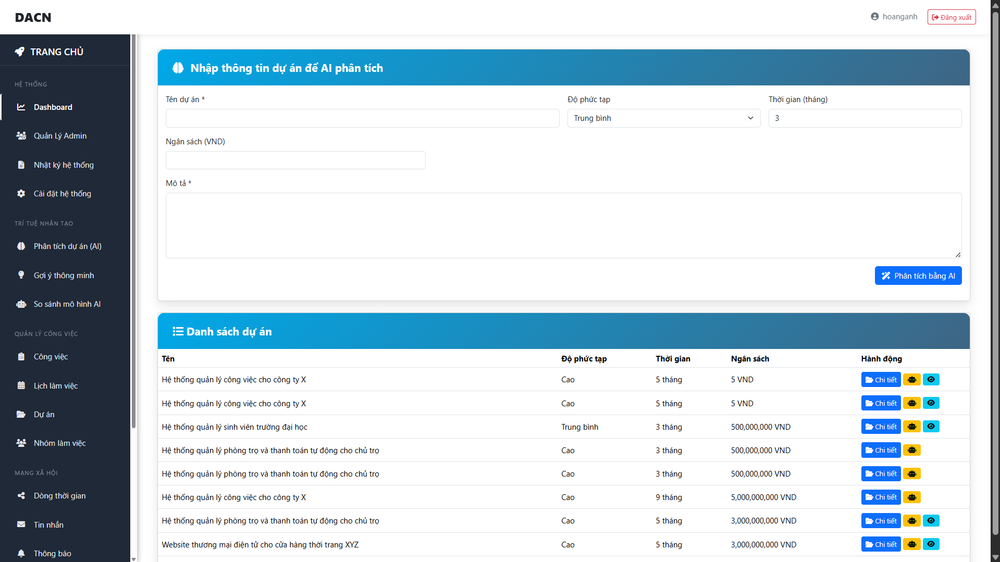 DACN
hoanganh
Đăng xuất
TRANG CHỦ
HỆ THỐNG
Dashboard
Quản Lý Admin
Nhật ký hệ thống
Cài đặt hệ thống
TRÍ TUỆ NHÂN TẠO
Phân tích dự án (AI)
Gợi ý thông minh
So sánh mô hình AI
QUẢN LÝ CÔNG VIỆC
Công việc
Lịch làm việc
Dự án
Nhóm làm việc
MẠNG XÃ HỘI
Dòng thời gian
Tin nhắn
Thông báo
Nhập thông tin dự án để AI phân tích
Tên dự án * Độ phức tạp Thời gian (tháng)
Trung bình 3
Ngân sách (VND)
Mô tả *
Phân tích bằng AI
Danh sách dự án
Tên Độ phức tạp Thời gian Ngân sách Hành động
Hệ thống quản lý công việc cho công ty X Cao 5 tháng 5 VND Chi tiết
Hệ thống quản lý công việc cho công ty X Cao 5 tháng 5 VND Chi tiết
Hệ thống quản lý sinh viên trường đại học Trung bình 3 tháng 500,000,000 VND Chi tiết
Hệ thống quản lý phòng trọ và thanh toán tự động cho chủ trọ Cao 3 tháng 500,000,000 VND Chi tiết
Hệ thống quản lý phòng trọ và thanh toán tự động cho chủ trọ Cao 3 tháng 500,000,000 VND Chi tiết
Hệ thống quản lý công việc cho công ty X Cao 9 tháng 5,000,000,000 VND Chi tiết
Hệ thống quản lý phòng trọ và thanh toán tự động cho chủ trọ Cao 5 tháng 3,000,000,000 VND Chi tiết
Website thương mại điện tử cho cửa hàng thời trang XYZ Cao 5 tháng 3,000,000,000 VND Chi tiết